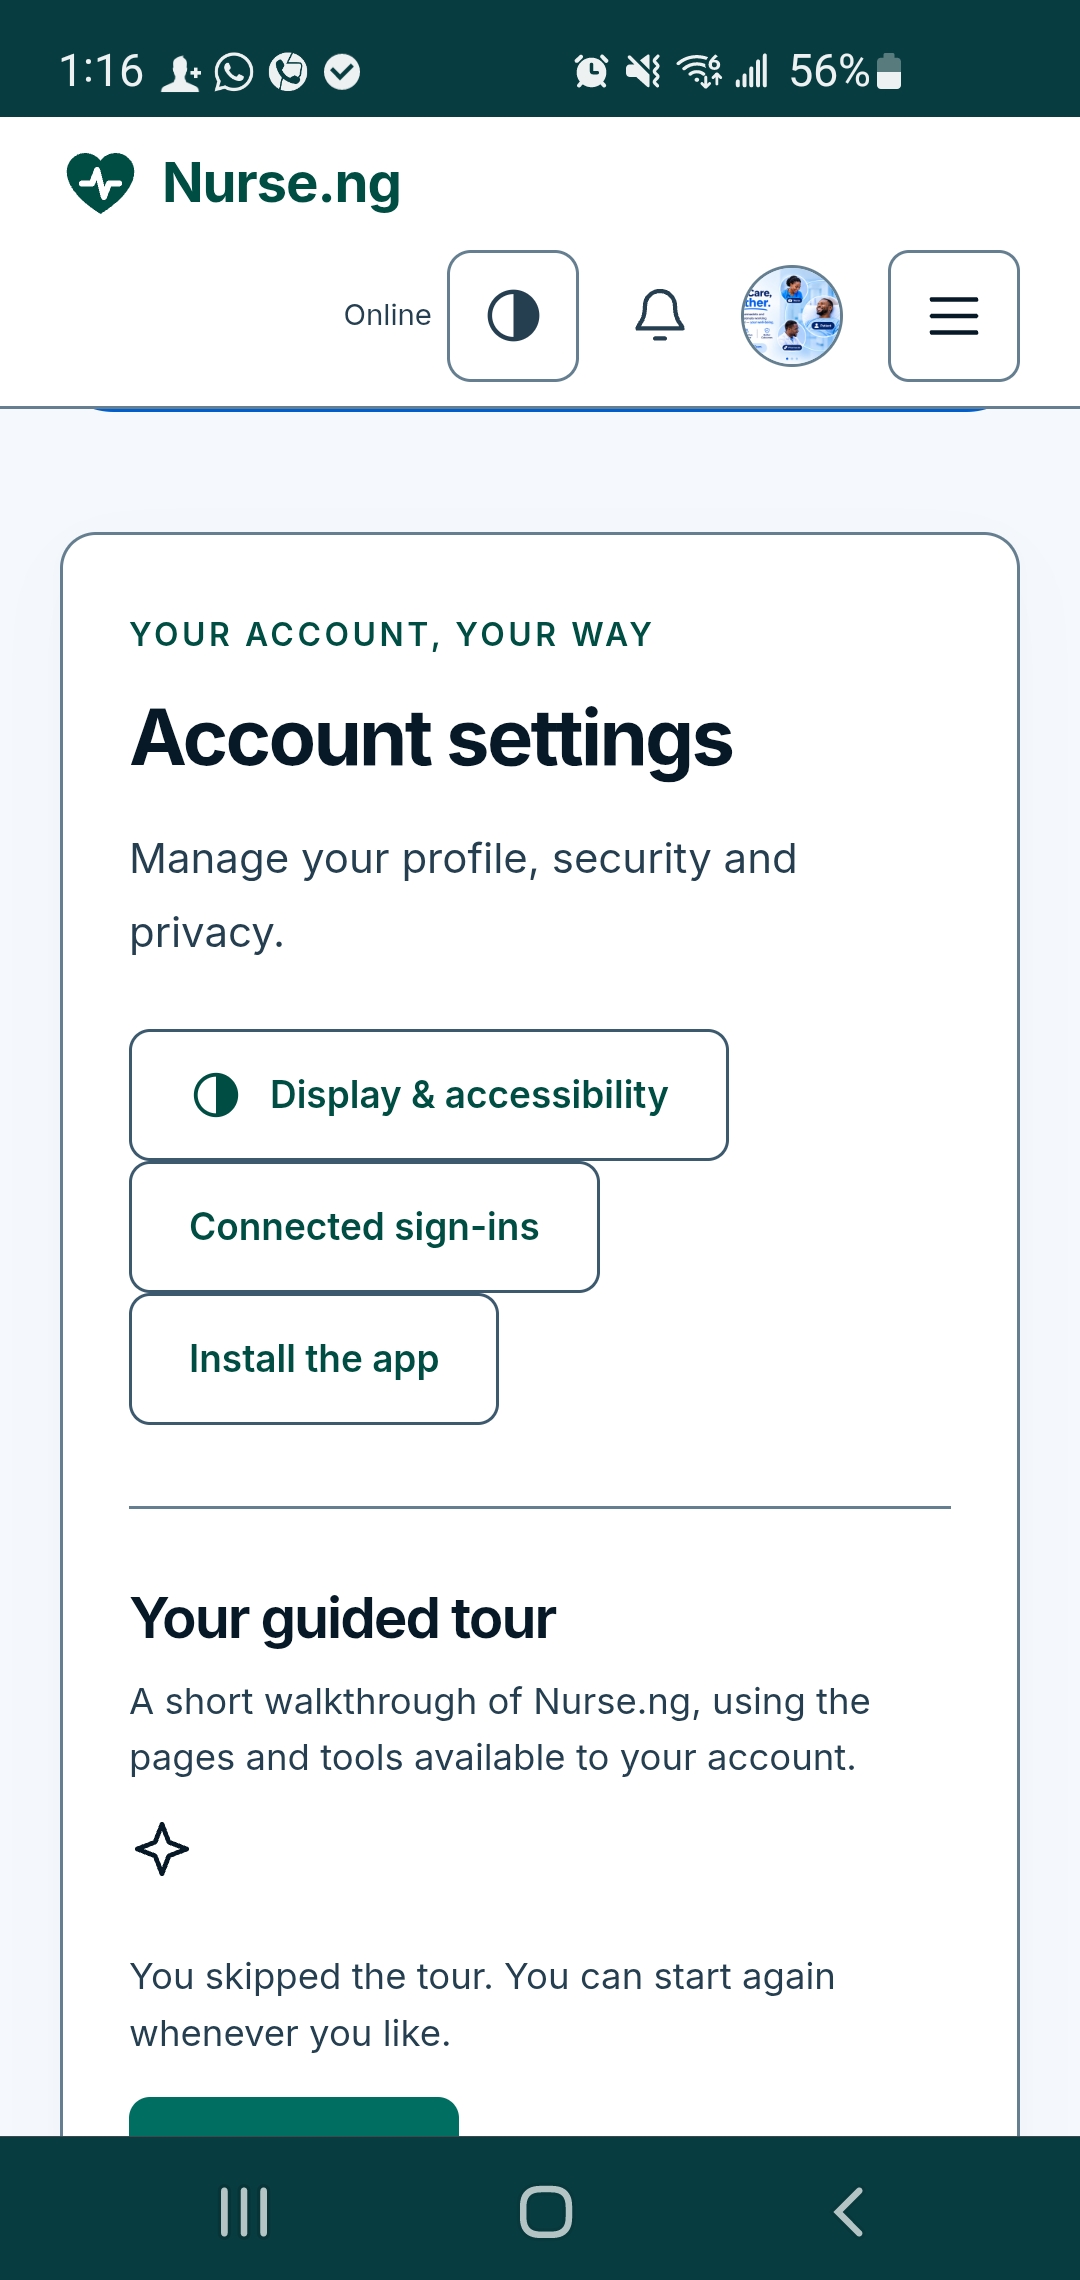 1:16
56%
Nurse.ng
Online
Care,
ther.
YOUR ACCOUNT, YOUR WAY
Account settings
Manage your profile, security and
privacy.
Display & accessibility
Connected sign-ins
Install the app
Your guided tour
A short walkthrough of Nurse.ng, using the
pages and tools available to your account.
You skipped the tour. You can start again
whenever you like.